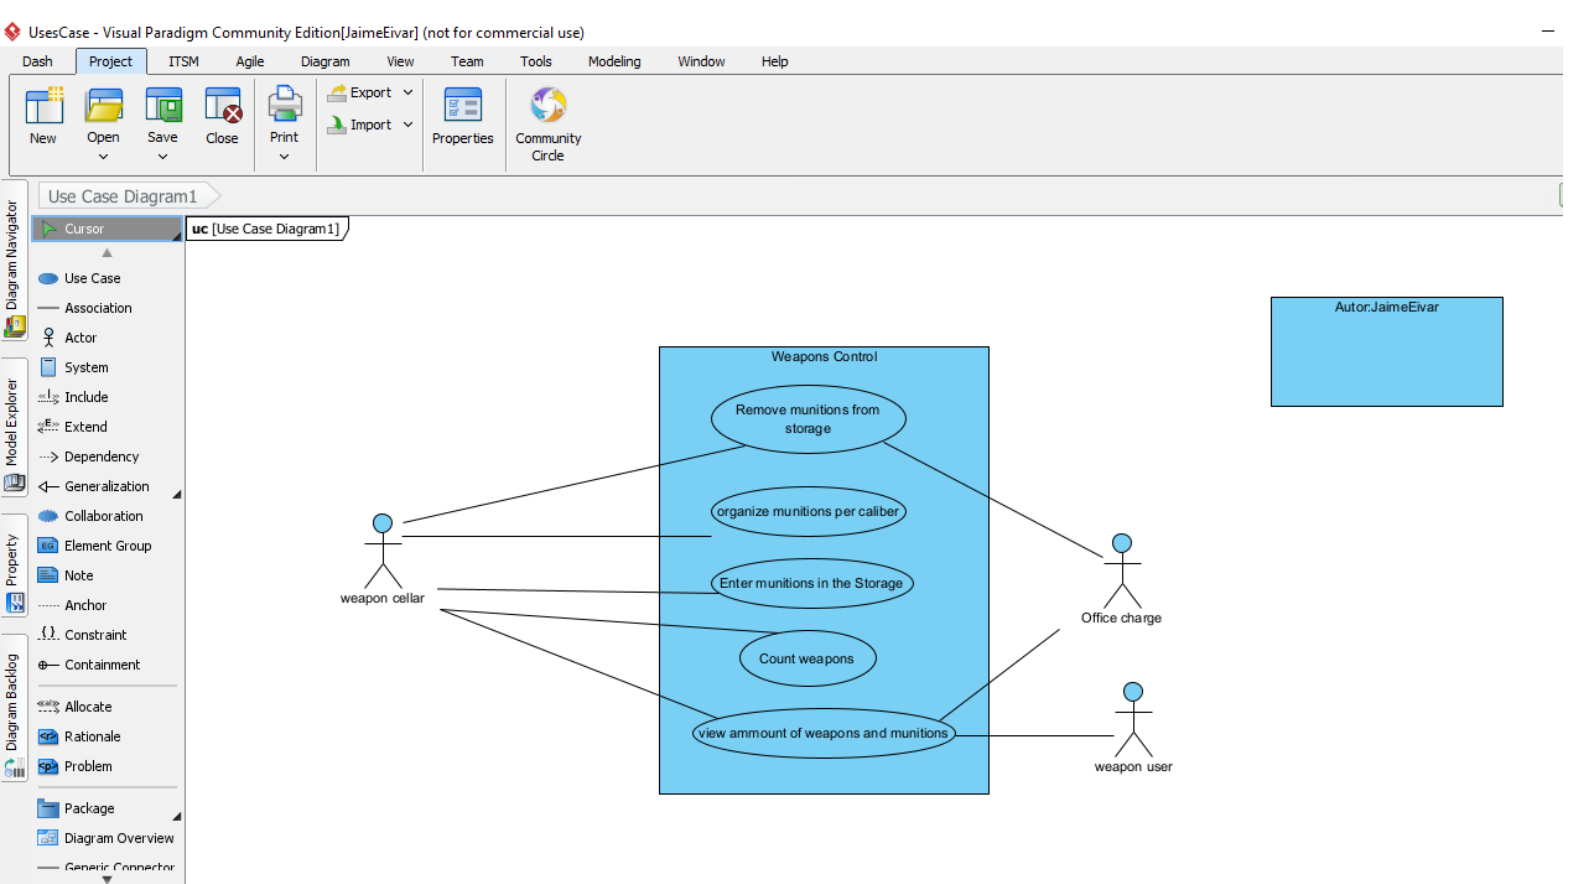 UsesCase - Visual Paradigm Community Edition[JaimeEivar] (not for commercial use)
Dash Project ITSM Agile Diagram View Team Tools Modeling Window Help
New Open Save Close Print Export Import Properties Community Circle
Use Case Diagram1
Diagram Navigator
Model Explorer
Property
Diagram Backlog
Cursor
Use Case
Association
Actor
System
Include
Extend
Dependency
Generalization
Collaboration
Element Group
Note
Anchor
Constraint
Containment
Allocate
Rationale
Problem
Package
Diagram Overview
Generic Connector
uc [Use Case Diagram1]
Autor:JaimeEivar
Weapons Control
Remove munitions from
storage
organize munitions per caliber
Enter munitions in the Storage
Count weapons
view ammount of weapons and munitions
weapon cellar
Office charge
weapon user